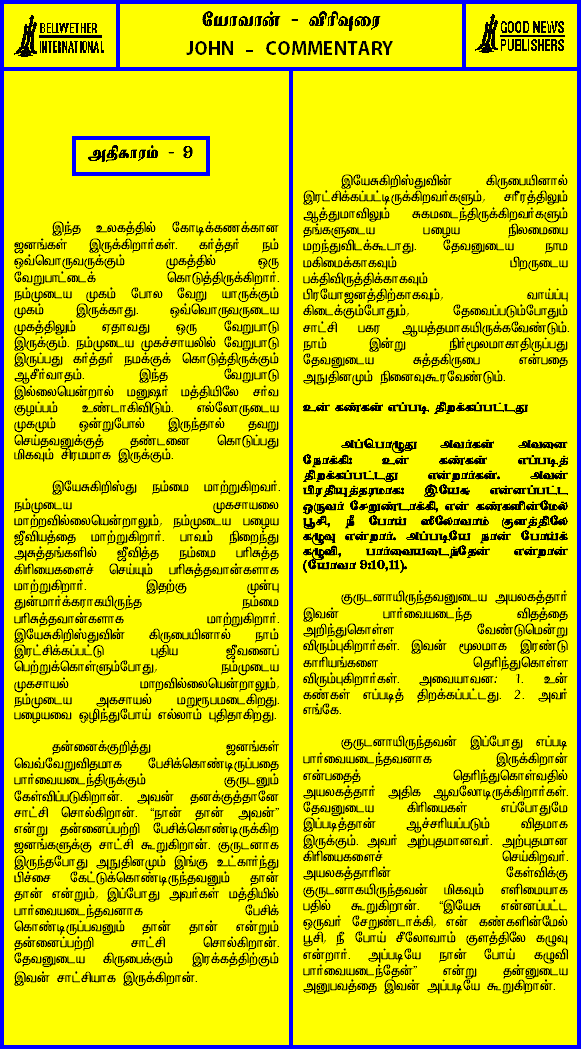 BELWETHER
INTERNATIONAL
யோவான் - விரிவுரை
JOHN - COMMENTARY
GOOD NEWS
PUBLISHERS
அதிகாரம் - 9
இந்த உலகத்தில் கோடிக்கணக்கான
ஜனங்கள் இருக்கிறார்கள். கர்த்தர் நம்
ஒவ்வொருவருக்கும் முகத்தில் ஒரு
வேறுபாட்டைக் கொடுத்திருக்கிறார்.
நம்முடைய முகம் போல வேறு யாருக்கும்
முகம் இருக்காது. ஒவ்வொருவருடைய
முகத்திலும் ஏதாவது ஒரு வேறுபாடு
இருக்கும். நம்முடைய முகச்சாயலில் வேறுபாடு
இருப்பது கர்த்தர் நமக்குக் கொடுத்திருக்கும்
ஆசீர்வாதம். இந்த வேறுபாடு
இல்லையென்றால் மனுஷர் மத்தியிலே சர்வ
குழப்பம் உண்டாகிவிடும். எல்லோருடைய
முகமும் ஒன்றுபோல் இருந்தால் தவறு
செய்தவனுக்குத் தண்டனை கொடுப்பது
மிகவும் சிரமமாக இருக்கும்.
இயேசுகிறிஸ்து நம்மை மாற்றுகிறவர்.
நம்முடைய முகசாயலை
மாற்றவில்லையென்றாலும், நம்முடைய பழைய
ஜீவியத்தை மாற்றுகிறார். பாவம் நிறைந்து
அசுத்தங்களில் ஜீவித்த நம்மை பரிசுத்த
கிரியைகளைச் செய்யும் பரிசுத்தவான்களாக
மாற்றுகிறார். இதற்கு முன்பு
துன்மார்க்கராகயிருந்த நம்மை
பரிசுத்தவான்களாக மாற்றுகிறார்.
இயேசுகிறிஸ்துவின் கிருபையினால் நாம்
இரட்சிக்கப்பட்டு புதிய ஜீவனைப்
பெற்றுக்கொள்ளும்போது, நம்முடைய
முகசாயல் மாறவில்லையென்றாலும்,
நம்முடைய அகசாயல் மறுரூபமடைகிறது.
பழையவை ஒழிந்துபோய் எல்லாம் புதிதாகிறது.
தன்னைக்குறித்து ஜனங்கள்
வெவ்வேறுவிதமாக பேசிக்கொண்டிருப்பதை
பார்வையடைந்திருக்கும் குருடனும்
கேள்விப்படுகிறான். அவன் தனக்குத்தானே
சாட்சி சொல்கிறான். “நான் தான் அவன்”
என்று தன்னைப்பற்றி பேசிக்கொண்டிருக்கிற
ஜனங்களுக்கு சாட்சி கூறுகிறான். குருடனாக
இருந்தபோது அநுதினமும் இங்கு உட்கார்ந்து
பிச்சை கேட்டுக்கொண்டிருந்தவனும் தான்
தான் என்றும், இப்போது அவர்கள் மத்தியில்
பார்வையடைந்தவனாக பேசிக்
கொண்டிருப்பவனும் தான் தான் என்றும்
தன்னைப்பற்றி சாட்சி சொல்கிறான்.
தேவனுடைய கிருபைக்கும் இரக்கத்திற்கும்
இவன் சாட்சியாக இருக்கிறான்.
இயேசுகிறிஸ்துவின் கிருபையினால்
இரட்சிக்கப்பட்டிருக்கிறவர்களும், சரீரத்திலும்
ஆத்துமாவிலும் சுகமடைந்திருக்கிறவர்களும்
தங்களுடைய பழைய நிலமையை
மறந்துவிடக்கூடாது. தேவனுடைய நாம
மகிமைக்காகவும் பிறருடைய
பக்திவிருத்திக்காகவும்
பிரயோஜனத்திற்காகவும், வாய்ப்பு
கிடைக்கும்போதும், தேவைப்படும்போதும்
சாட்சி பகர ஆயத்தமாகயிருக்கவேண்டும்.
நாம் இன்று நிர்மூலமாகாதிருப்பது
தேவனுடைய சுத்தகிருபை என்பதை
அநுதினமும் நினைவுகூரவேண்டும்.
உன் கண்கள் எப்படி திறக்கப்பட்டது
அப்பொழுது அவர்கள் அவனை
நோக்கி: உன் கண்கள் எப்படித்
திறக்கப்பட்டது என்றார்கள். அவன்
பிரதியுத்தரமாக: இயேசு என்னப்பட்ட
ஒருவர் சேறுண்டாக்கி, என் கண்களின்மேல்
பூசி, நீ போய் சீலோவாம் குளத்திலே
கழுவு என்றார். அப்படியே நான் போய்க்
கழுவி, பார்வையடைந்தேன் என்றான்
(யோவா 9:10,11).
குருடனாயிருந்தவனுடைய அயலகத்தார்
இவன் பார்வையடைந்த விதத்தை
அறிந்துகொள்ள வேண்டுமென்று
விரும்புகிறார்கள். இவன் மூலமாக இரண்டு
காரியங்களை தெரிந்துகொள்ள
விரும்புகிறார்கள். அவையாவன: 1. உன்
கண்கள் எப்படித் திறக்கப்பட்டது. 2. அவர்
எங்கே.
குருடனாயிருந்தவன் இப்போது எப்படி
பார்வையடைந்தவனாக இருக்கிறான்
என்பதைத் தெரிந்துகொள்வதில்
அயலகத்தார் அதிக ஆவலோடிருக்கிறார்கள்.
தேவனுடைய கிரியைகள் எப்போதுமே
இப்படித்தான் ஆச்சரியப்படும் விதமாக
இருக்கும். அவர் அற்புதமானவர். அற்புதமான
கிரியைகளைச் செய்கிறவர்.
அயலகத்தாரின் கேள்விக்கு
குருடனாகயிருந்தவன் மிகவும் எளிமையாக
பதில் கூறுகிறான். “இயேசு என்னப்பட்ட
ஒருவர் சேறுண்டாக்கி, என் கண்களின்மேல்
பூசி, நீ போய் சீலோவாம் குளத்திலே கழுவு
என்றார். அப்படியே நான் போய் கழுவி
பார்வையடைந்தேன்” என்று தன்னுடைய
அனுபவத்தை இவன் அப்படியே கூறுகிறான்.